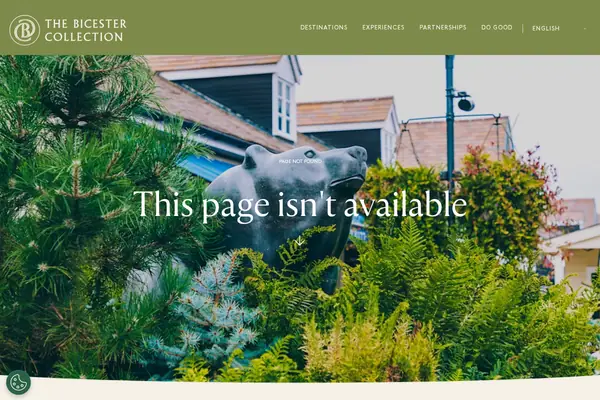 THE BICESTER
COLLECTION
DESTINATIONS EXPERIENCES PARTNERSHIPS DO GOOD ENGLISH
PAGE NOT FOUND
This page isn't available